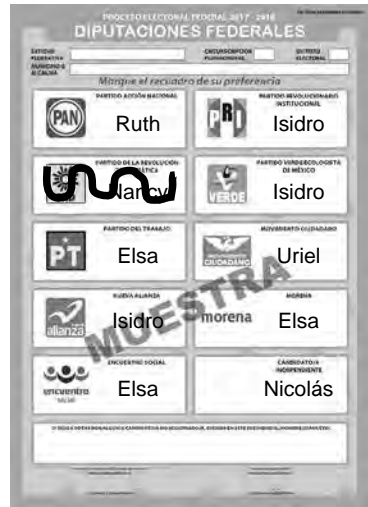 PROCESO ELECTORAL FEDERAL 2017 - 2018
DIPUTACIONES FEDERALES
ENTIDAD FEDERATIVA
CIRCUNSCRIPCIÓN PLURINOMINAL
DISTRITO ELECTORAL
MUNICIPIO O ALCALDÍA
Marque el recuadro de su preferencia
PARTIDO ACCIÓN NACIONAL
PAN
Ruth
PARTIDO REVOLUCIONARIO
INSTITUCIONAL
PRI
Isidro
PARTIDO DE LA REVOLUCIÓN
Nancy
PARTIDO VERDE ECOLOGISTA
DE MÉXICO
VERDE
Isidro
PARTIDO DEL TRABAJO
PT
Elsa
MOVIMIENTO CIUDADANO
CIUDADANO
Uriel
NUEVA ALIANZA
alianza
Isidro
MORENA
morena
Elsa
ENCUENTRO SOCIAL
encuentro
SOCIAL
Elsa
CANDIDATO/A
INDEPENDIENTE
Nicolás
MUESTRA